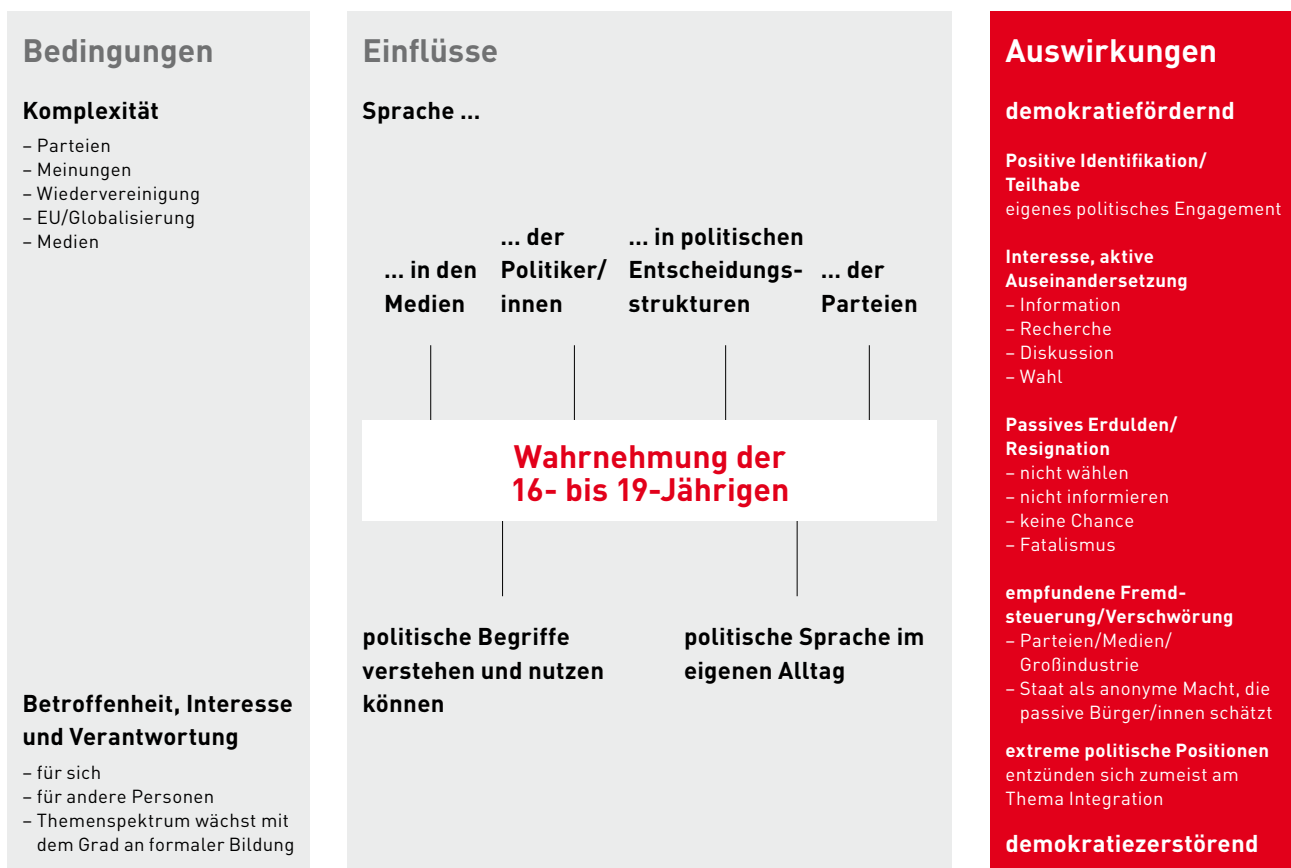 Bedingungen
Komplexität
– Parteien
– Meinungen
– Wiedervereinigung
– EU/Globalisierung
– Medien
Betroffenheit, Interesse
und Verantwortung
– für sich
– für andere Personen
– Themenspektrum wächst mit
dem Grad an formaler Bildung
Einflüsse
Sprache ...
... in den
Medien
... der
Politiker/
innen
... in politischen
Entscheidungs-
strukturen
... der
Parteien
Wahrnehmung der
16- bis 19-Jährigen
politische Begriffe
verstehen und nutzen
können
politische Sprache im
eigenen Alltag
Auswirkungen
demokratiefördernd
Positive Identifikation/
Teilhabe
eigenes politisches Engagement
Interesse, aktive
Auseinandersetzung
– Information
– Recherche
– Diskussion
– Wahl
Passives Erdulden/
Resignation
– nicht wählen
– nicht informieren
– keine Chance
– Fatalismus
empfundene Fremd-
steuerung/Verschwörung
– Parteien/Medien/
Großindustrie
– Staat als anonyme Macht, die
passive Bürger/innen schätzt
extreme politische Positionen
entzünden sich zumeist am
Thema Integration
demokratiezerstörend